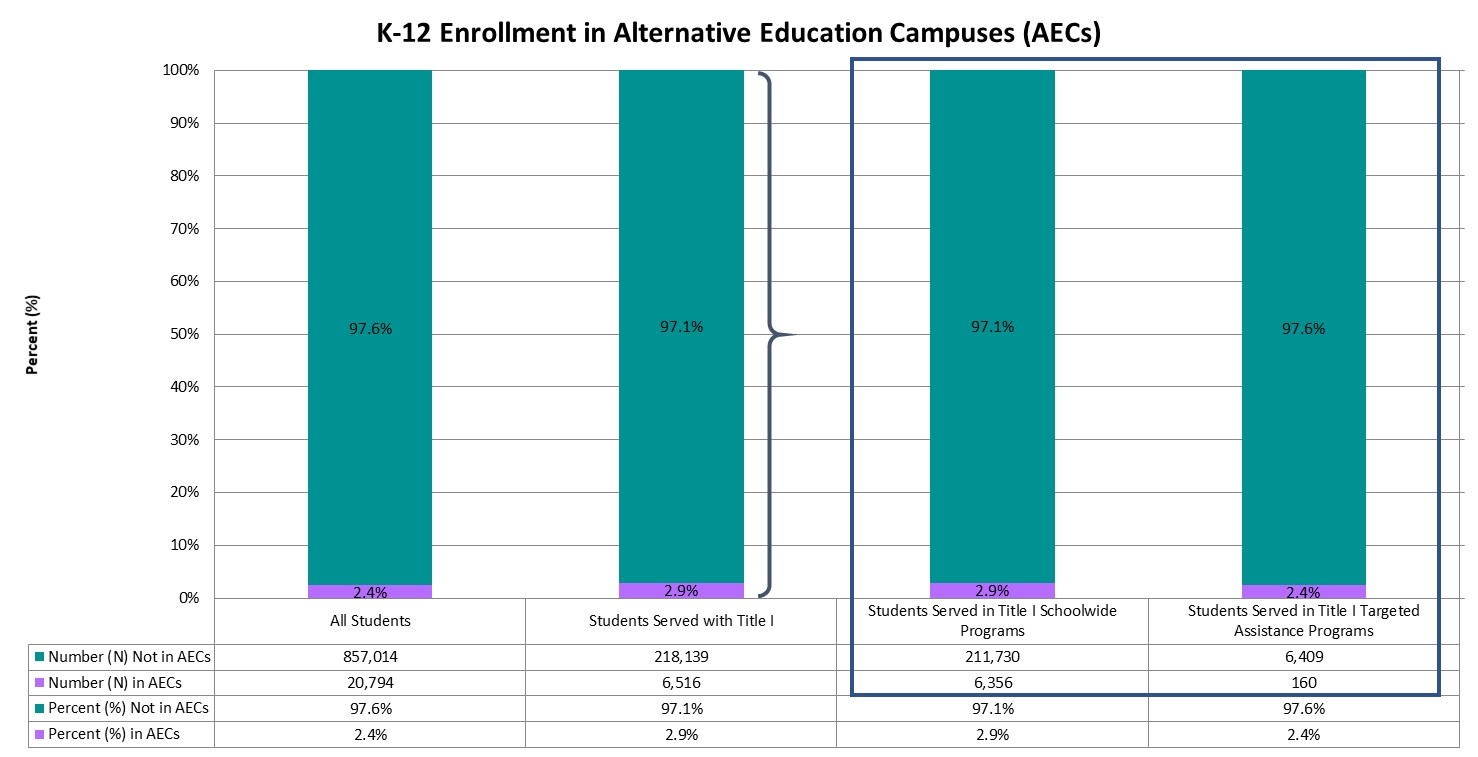 K-12 Enrollment in Alternative Education Campuses (AECs)
Percent (%)
100%
90%
80%
70%
60%
50%
40%
30%
20%
10%
0%
97.6%
97.1%
97.1%
97.6%
2.4%
2.9%
2.9%
2.4%
All Students
Students Served with Title I
Students Served in Title I Schoolwide
Programs
Students Served in Title I Targeted
Assistance Programs
Number (N) Not in AECs 857,014 218,139 211,730 6,409
Number (N) in AECs 20,794 6,516 6,356 160
Percent (%) Not in AECs 97.6% 97.1% 97.1% 97.6%
Percent (%) in AECs 2.4% 2.9% 2.9% 2.4%